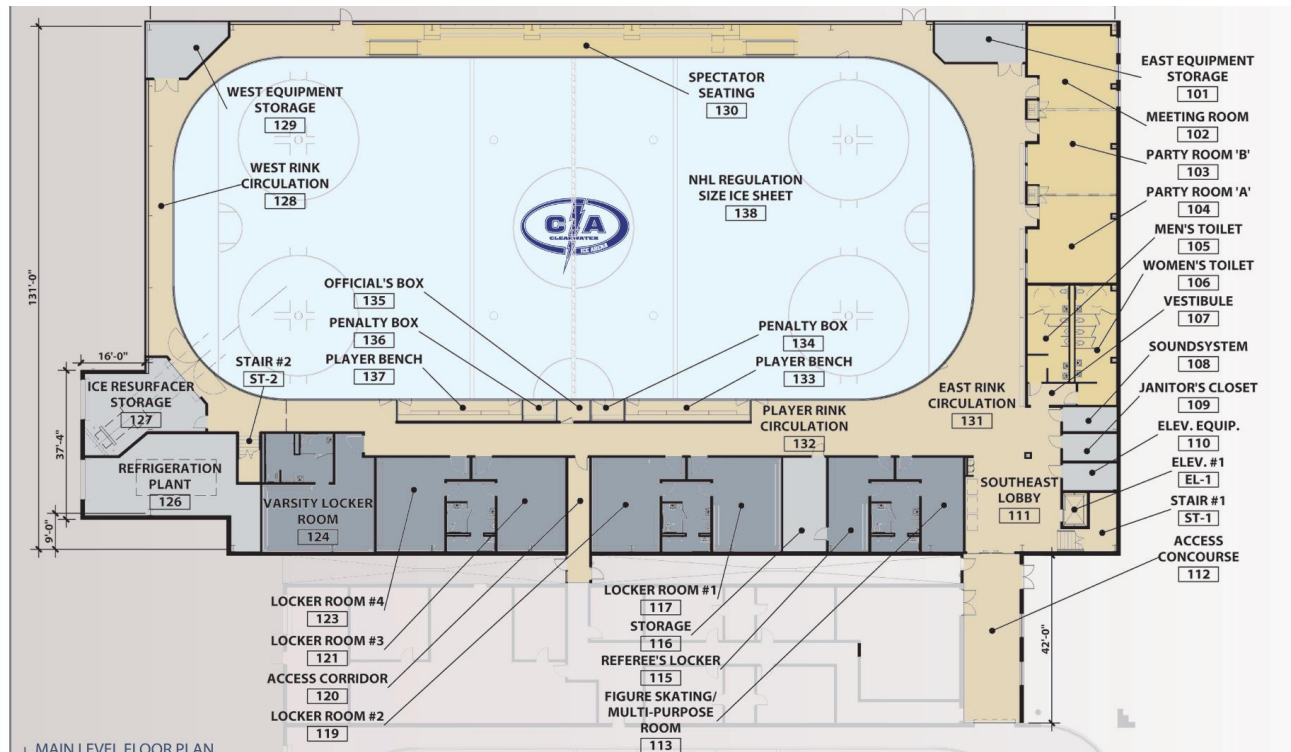 WEST EQUIPMENT
STORAGE
129
SPECTATOR
SEATING
130
EAST EQUIPMENT
STORAGE
101
MEETING ROOM
102
PARTY ROOM 'B'
103
PARTY ROOM 'A'
104
MEN'S TOILET
105
WOMEN'S TOILET
106
VESTIBULE
107
SOUNDSYSTEM
108
JANITOR'S CLOSET
109
ELEV. EQUIP.
110
ELEV. #1
EL-1
STAIR #1
ST-1
ACCESS
CONCOURSE
112
WEST RINK
CIRCULATION
128
NHL REGULATION
SIZE ICE SHEET
138
CIA
CLEARWATER
ICE ARENA
131'-0"
OFFICIAL'S BOX
135
PENALTY BOX
136
PLAYER BENCH
137
PENALTY BOX
134
PLAYER BENCH
133
16'-0"
STAIR #2
ST-2
ICE RESURFACER
STORAGE
127
PLAYER RINK
CIRCULATION
132
EAST RINK
CIRCULATION
131
37'-4"
REFRIGERATION
PLANT
126
VARSITY LOCKER
ROOM
124
SOUTHEAST
LOBBY
111
9'-0"
LOCKER ROOM #4
123
LOCKER ROOM #3
121
ACCESS CORRIDOR
120
LOCKER ROOM #2
119
LOCKER ROOM #1
117
STORAGE
116
REFEREE'S LOCKER
115
FIGURE SKATING/
MULTI-PURPOSE
ROOM
113
42'-0"
MAIN LEVEL FLOOR PLAN